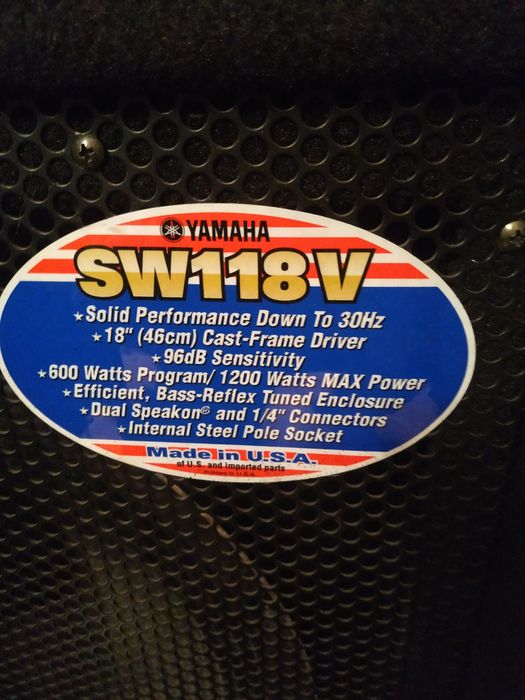 YAMAHA
SW118V
★Solid Performance Down To 30Hz
★18" (46cm) Cast-Frame Driver
★96dB Sensitivity
★600 Watts Program/ 1200 Watts MAX Power
★Efficient, Bass-Reflex Tuned Enclosure
★Dual Speakon® and 1/4" Connectors
★Internal Steel Pole Socket
Made in U.S.A.
of U.S. and imported parts
Printed in U.S.A.